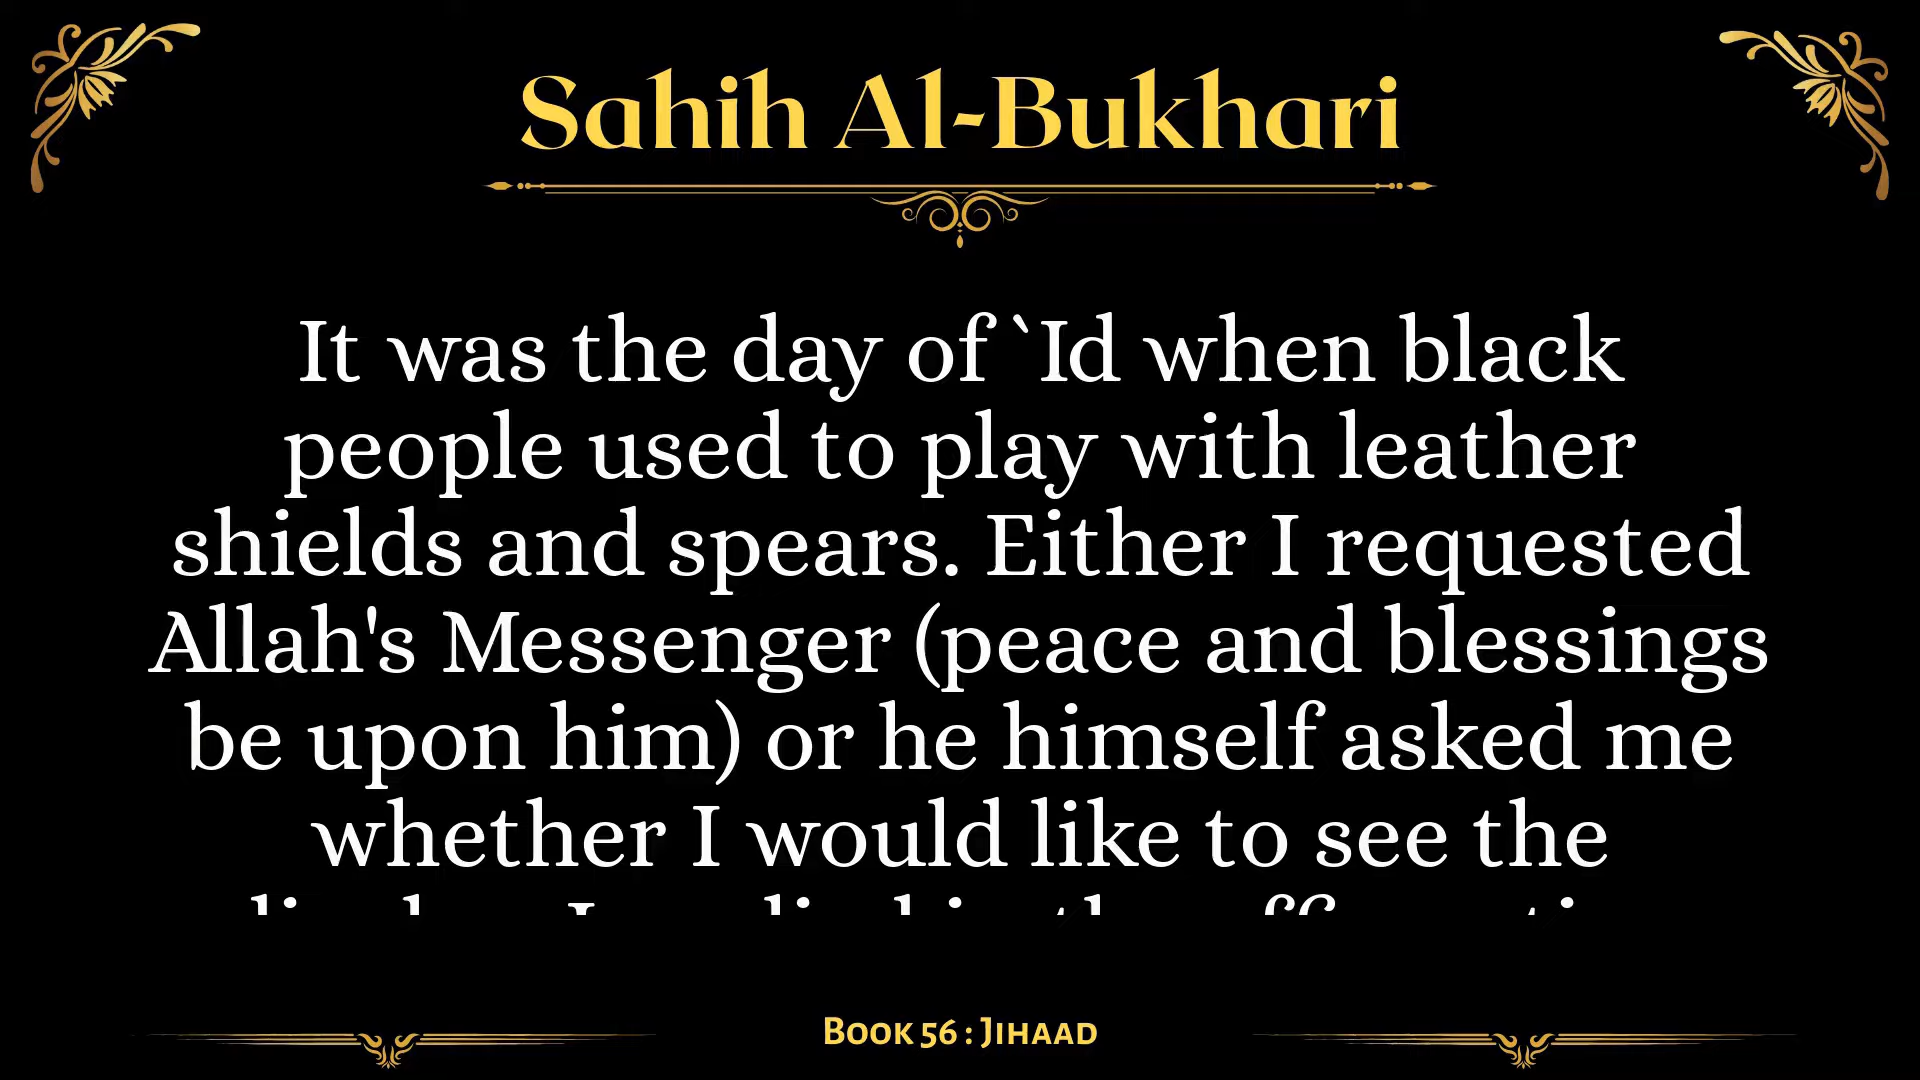 Sahih Al-Bukhari
It was the day of `Id when black
people used to play with leather
shields and spears. Either I requested
Allah's Messenger (peace and blessings
be upon him) or he himself asked me
whether I would like to see the
Book 56 : Jihaad